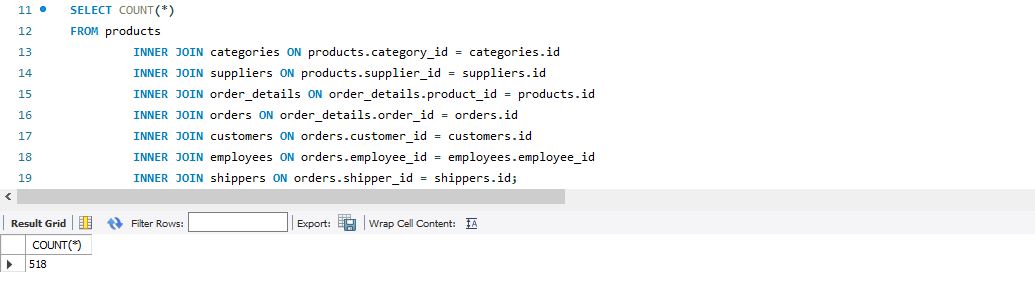 11 SELECT COUNT(*)
12 FROM products
13 INNER JOIN categories ON products.category_id = categories.id
14 INNER JOIN suppliers ON products.supplier_id = suppliers.id
15 INNER JOIN order_details ON order_details.product_id = products.id
16 INNER JOIN orders ON order_details.order_id = orders.id
17 INNER JOIN customers ON orders.customer_id = customers.id
18 INNER JOIN employees ON orders.employee_id = employees.employee_id
19 INNER JOIN shippers ON orders.shipper_id = shippers.id;
Result Grid Filter Rows: Export: Wrap Cell Content:
COUNT(*)
518